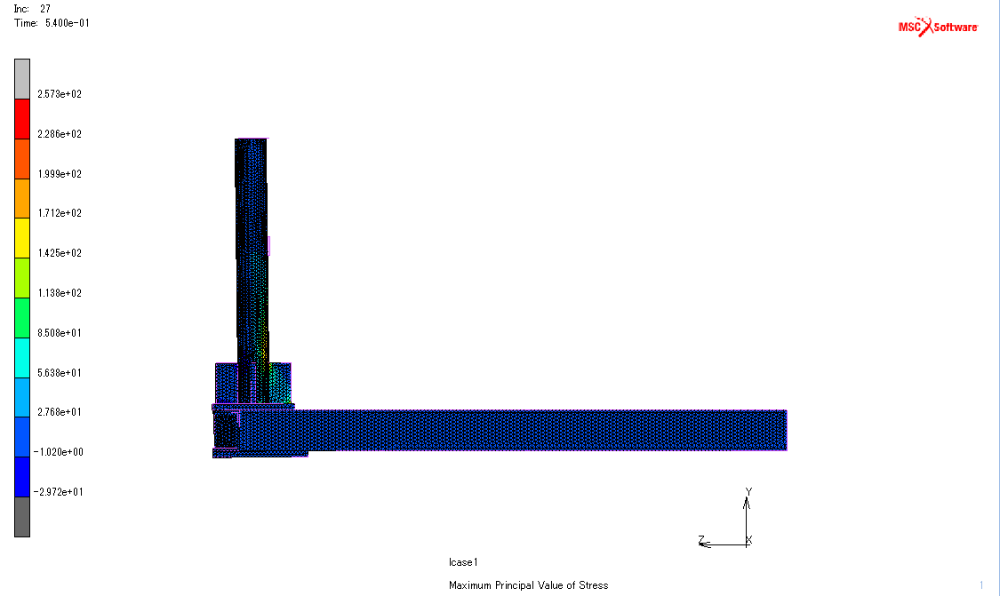 Inc: 27
Time: 5.400e-01
MSC Software
2.573e+02
2.286e+02
1.999e+02
1.712e+02
1.425e+02
1.138e+02
8.508e+01
5.638e+01
2.768e+01
-1.020e+00
-2.972e+01
Y
Z
X
lcase1
Maximum Principal Value of Stress
1